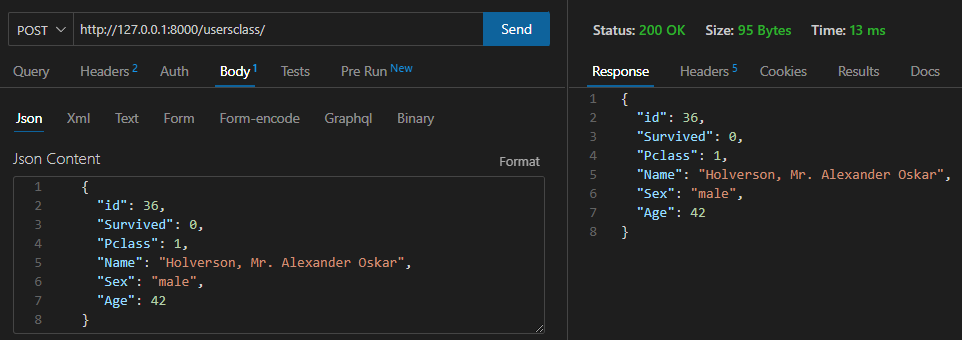 POST http://127.0.0.1:8000/usersclass/ Send
Query Headers 2 Auth Body 1 Tests Pre Run New
Json Xml Text Form Form-encode Graphql Binary
Json Content Format
1 {
2 "id": 36,
3 "Survived": 0,
4 "Pclass": 1,
5 "Name": "Holverson, Mr. Alexander Oskar",
6 "Sex": "male",
7 "Age": 42
8 }
Status: 200 OK Size: 95 Bytes Time: 13 ms
Response Headers 5 Cookies Results Docs
1 {
2 "id": 36,
3 "Survived": 0,
4 "Pclass": 1,
5 "Name": "Holverson, Mr. Alexander Oskar",
6 "Sex": "male",
7 "Age": 42
8 }